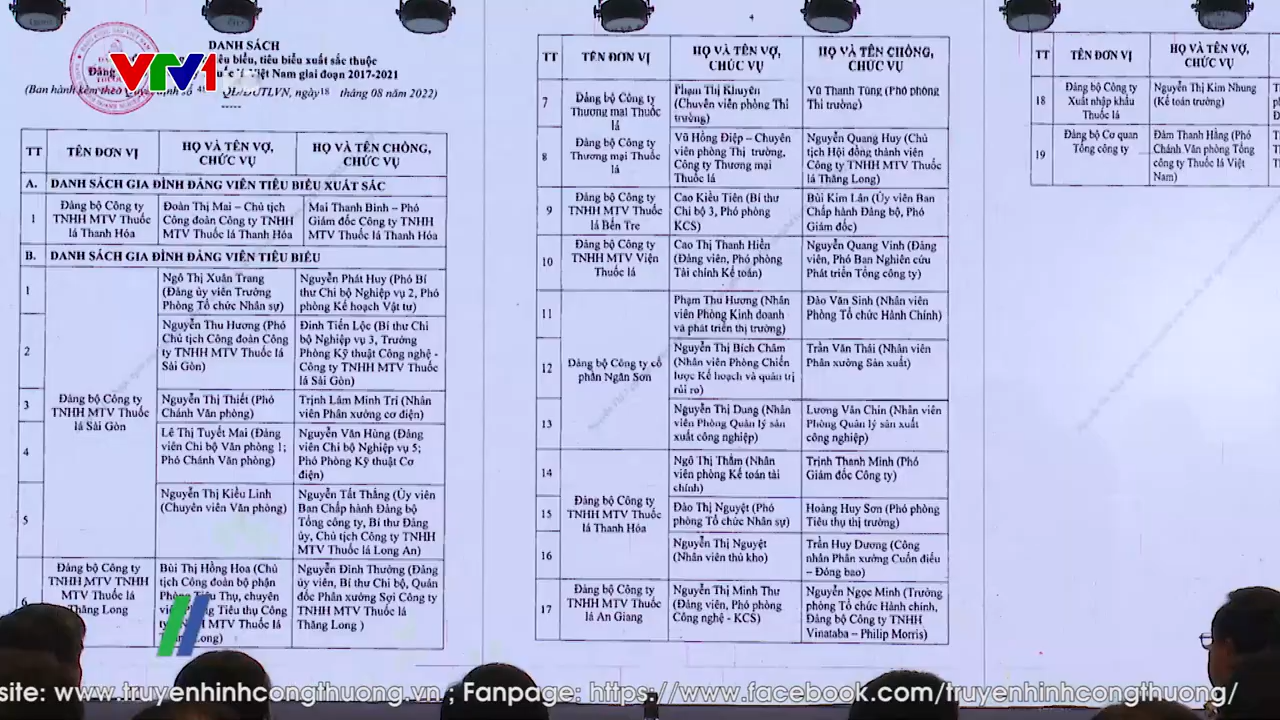 VTV1
DANH SÁCH
tiêu biểu, tiêu biểu xuất sắc thuộc
Việt Nam giai đoạn 2017-2021
(Ban hành kèm theo Quyết định số 41 QĐ/ĐUTLVN, ngày 18 tháng 08 năm 2022)
TT
TÊN ĐƠN VỊ
HỌ VÀ TÊN VỢ,
CHỨC VỤ
HỌ VÀ TÊN CHỒNG,
CHỨC VỤ
A. DANH SÁCH GIA ĐÌNH ĐẢNG VIÊN TIÊU BIỂU XUẤT SẮC
1
Đảng bộ Công ty
TNHH MTV Thuốc
lá Thanh Hóa
Đoàn Thị Mai – Chủ tịch
Công đoàn Công ty TNHH
MTV Thuốc lá Thanh Hóa
Mai Thanh Bình – Phó
Giám đốc Công ty TNHH
MTV Thuốc lá Thanh Hóa
B. DANH SÁCH GIA ĐÌNH ĐẢNG VIÊN TIÊU BIỂU
1
Ngô Thị Xuân Trang
(Đảng ủy viên Trưởng
Phòng Tổ chức Nhân sự)
Nguyễn Phát Huy (Phó Bí
thư Chi bộ Nghiệp vụ 2, Phó
phòng Kế hoạch Vật tư)
2
Nguyễn Thu Hương (Phó
Chủ tịch Công đoàn Công
ty TNHH MTV Thuốc lá
Sài Gòn)
Đinh Tiến Lộc (Bí thư Chi
bộ Nghiệp vụ 3, Trưởng
Phòng Kỹ thuật Công nghệ -
Công ty TNHH MTV Thuốc
lá Sài Gòn)
Đảng bộ Công ty
TNHH MTV Thuốc
lá Sài Gòn
3
Nguyễn Thị Thiết (Phó
Chánh Văn phòng)
Trịnh Lâm Minh Trí (Nhân
viên Phân xưởng cơ điện)
4
Lê Thị Tuyết Mai (Đảng
viên Chi bộ Văn phòng 1;
Phó Chánh Văn phòng)
Nguyễn Văn Hùng (Đảng
viên Chi bộ Nghiệp vụ 5;
Phó Phòng Kỹ thuật Cơ
điện)
5
Nguyễn Thị Kiều Linh
(Chuyên viên Văn phòng)
Nguyễn Tất Thắng (Ủy viên
Ban Chấp hành Đảng bộ
Tổng công ty, Bí thư Đảng
ủy, Chủ tịch Công ty TNHH
MTV Thuốc lá Long An)
6
Đảng bộ Công ty
TNHH MTV TNHH
MTV Thuốc lá
Thăng Long
Bùi Thị Hồng Hoa (Chủ
tịch Công đoàn bộ phận
Phòng Tiêu Thụ, chuyên
Tiêu thụ Công
MTV Thuốc lá
Long)
Nguyễn Đình Thưởng (Đảng
ủy viên, Bí thư Chi bộ, Quản
đốc Phân xưởng Sợi Công ty
TNHH MTV Thuốc lá
Thăng Long )
4
TT
TÊN ĐƠN VỊ
HỌ VÀ TÊN VỢ,
CHỨC VỤ
HỌ VÀ TÊN CHỒNG,
CHỨC VỤ
7
Đảng bộ Công ty
Thương mại Thuốc
lá
Phạm Thị Khuyên
(Chuyên viên phòng Thị
trường)
Vũ Thanh Tùng (Phó phòng
Thị trường)
8
Đảng bộ Công ty
Thương mại Thuốc
lá
Vũ Hồng Điệp – Chuyên
viên phòng Thị trường,
Công ty Thương mại
Thuốc lá
Nguyễn Quang Huy (Chủ
tịch Hội đồng thành viên
Công ty TNHH MTV Thuốc
lá Thăng Long)
9
Đảng bộ Công ty
TNHH MTV Thuốc
lá Bến Tre
Cao Kiều Tiên (Bí thư
Chi bộ 3, Phó phòng
KCS)
Bùi Kim Lân (Ủy viên Ban
Chấp hành Đảng bộ, Phó
Giám đốc)
10
Đảng bộ Công ty
TNHH MTV Viện
Thuốc lá
Cao Thị Thanh Hiền
(Đảng viên, Phó phòng
Tài chính Kế toán)
Nguyễn Quang Vinh (Đảng
viên, Phó Ban Nghiên cứu
Phát triển Tổng công ty)
11
Phạm Thu Hương (Nhân
viên Phòng Kinh doanh
và phát triển thị trường)
Đào Văn Sinh (Nhân viên
Phòng Tổ chức Hành Chính)
Đảng bộ Công ty cổ
phần Ngân Sơn
12
Nguyễn Thị Bích Châm
(Nhân viên Phòng Chiến
lược Kế hoạch và quản trị
rủi ro)
Trần Văn Thái (Nhân viên
Phân xưởng Sản xuất)
13
Nguyễn Thị Dung (Nhân
viên Phòng Quản lý sản
xuất công nghiệp)
Lương Văn Chín (Nhân viên
Phòng Quản lý sản xuất
công nghiệp)
14
Ngô Thị Thắm (Nhân
viên phòng Kế toán tài
chính)
Trịnh Thanh Minh (Phó
Giám đốc Công ty)
Đảng bộ Công ty
TNHH MTV Thuốc
lá Thanh Hóa
15
Đào Thị Nguyệt (Phó
phòng Tổ chức Nhân sự)
Hoàng Huy Sơn (Phó phòng
Tiêu thụ thị trường)
16
Nguyễn Thị Nguyệt
(Nhân viên thủ kho)
Trần Huy Dương (Công
nhân Phân xưởng Cuốn điếu
– Đóng bao)
17
Đảng bộ Công ty
TNHH MTV Thuốc
lá An Giang
Nguyễn Thị Minh Thư
(Đảng viên, Phó phòng
Công nghệ - KCS)
Nguyễn Ngọc Minh (Trưởng
phòng Tổ chức Hành chính,
Đảng bộ Công ty TNHH
Vinataba – Philip Morris)
TT
TÊN ĐƠN VỊ
HỌ VÀ TÊN VỢ,
CHỨC VỤ
18
Đảng bộ Công ty
Xuất nhập khẩu
Thuốc lá
Nguyễn Thị Kim Nhung
(Kế toán trưởng)
19
Đảng bộ Cơ quan
Tổng công ty
Đàm Thanh Hằng (Phó
Chánh Văn phòng Tổng
công ty Thuốc lá Việt
Nam)
site: www.truyenhinhcongthuong.vn ; Fanpage: https://www.facebook.com/truyenhinhcongthuong/